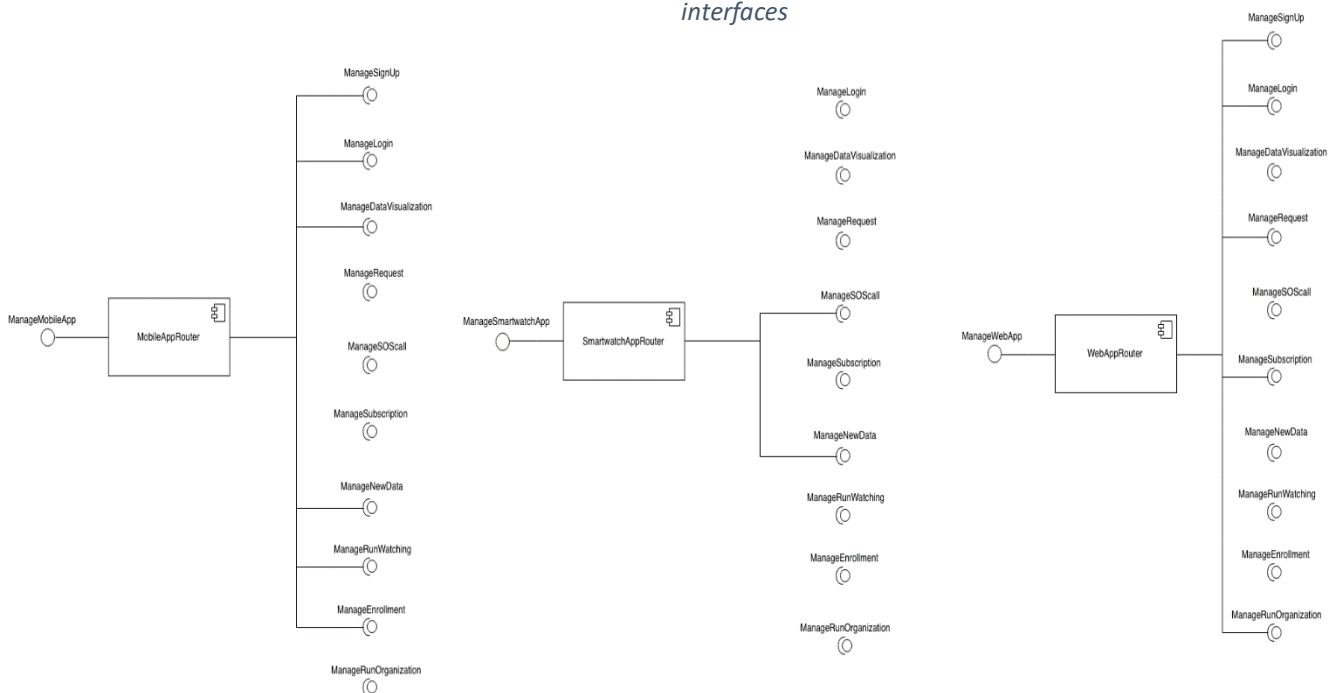 interfaces
ManageSignUp
ManageLogin
ManageDataVisualization
ManageRequest
ManageSOScall
ManageSubscription
ManageNewData
ManageRunWatching
ManageEnrollment
ManageRunOrganization
ManageMobileApp
MobileAppRouter
ManageLogin
ManageDataVisualization
ManageRequest
ManageSOScall
ManageSubscription
ManageNewData
ManageRunWatching
ManageEnrollment
ManageRunOrganization
ManageSmartwatchApp
SmartwatchAppRouter
ManageSignUp
ManageLogin
ManageDataVisualization
ManageRequest
ManageSOScall
ManageSubscription
ManageNewData
ManageRunWatching
ManageEnrollment
ManageRunOrganization
ManageWebApp
WebAppRouter